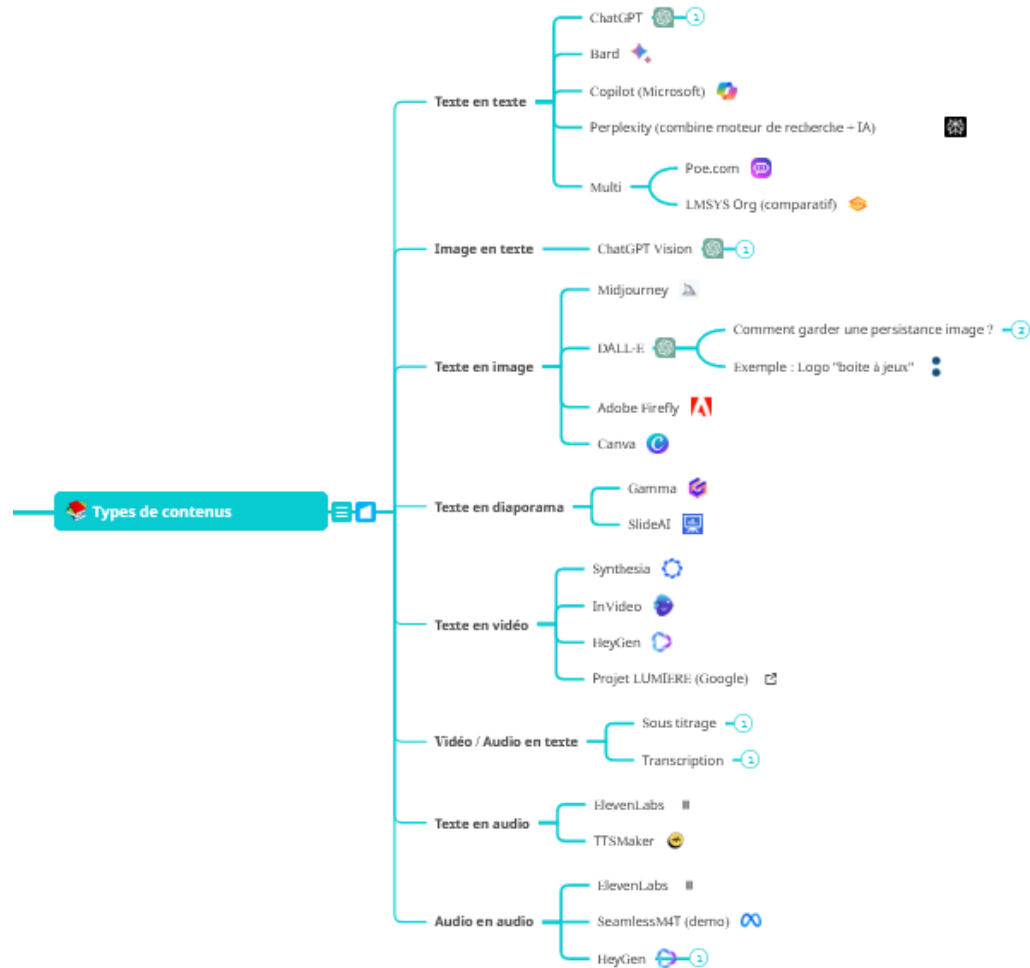 ChatGPT 1
Bard
Copilot (Microsoft)
Texte en texte
Perplexity (combine moteur de recherche + IA)
Poe.com
Multi
LMSYS Org (comparatif)
Image en texte
ChatGPT Vision 1
Midjourney
Comment garder une persistance image ? 2
DALL-E
Texte en image
Exemple : Logo "boite à jeux"
Adobe Firefly
Canva
Gamma
Texte en diaporama
Types de contenus
SlideAI
Synthesia
InVideo
Texte en vidéo
HeyGen
Projet LUMIERE (Google)
Sous titrage 1
Vidéo / Audio en texte
Transcription 1
ElevenLabs
Texte en audio
TTSMaker
ElevenLabs
Audio en audio
SeamlessM4T (demo)
HeyGen 1